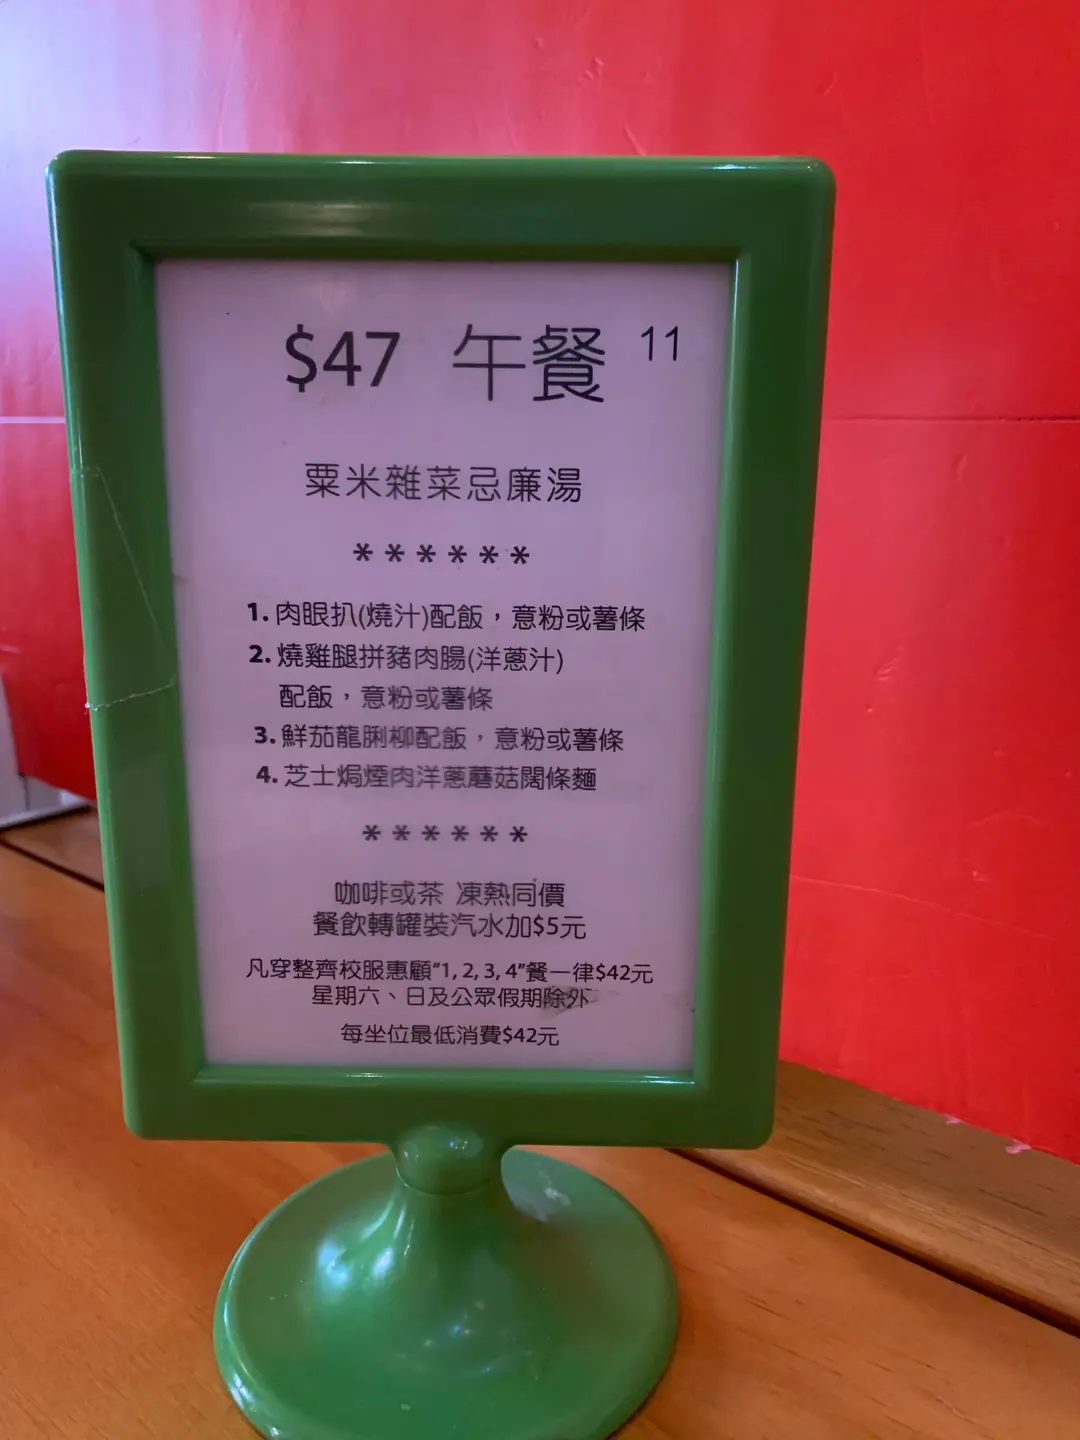 $47 午餐 11
粟米雜菜忌廉湯
******
1. 肉眼扒(燒汁)配飯，意粉或薯條
2. 燒雞腿拼豬肉腸(洋蔥汁)
配飯，意粉或薯條
3. 鮮茄龍脷柳配飯，意粉或薯條
4. 芝士焗煙肉洋蔥蘑菇闊條麵
******
咖啡或茶 凍熱同價
餐飲轉罐裝汽水加$5元
凡穿整齊校服惠顧"1, 2, 3, 4"餐一律$42元
星期六、日及公眾假期除外
每坐位最低消費$42元